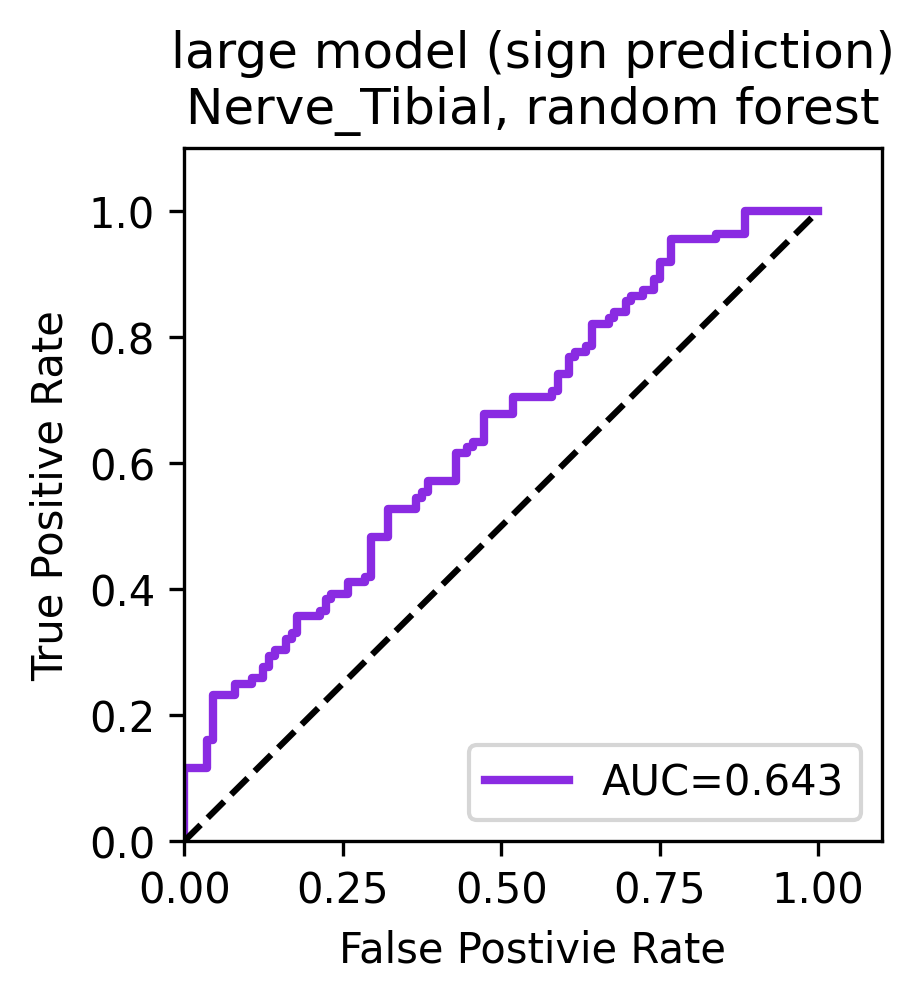 large model (sign prediction)
Nerve_Tibial, random forest
1.0
0.8
0.6
0.4
0.2
0.0
True Positive Rate
AUC=0.643
0.00 0.25 0.50 0.75 1.00
False Postivie Rate